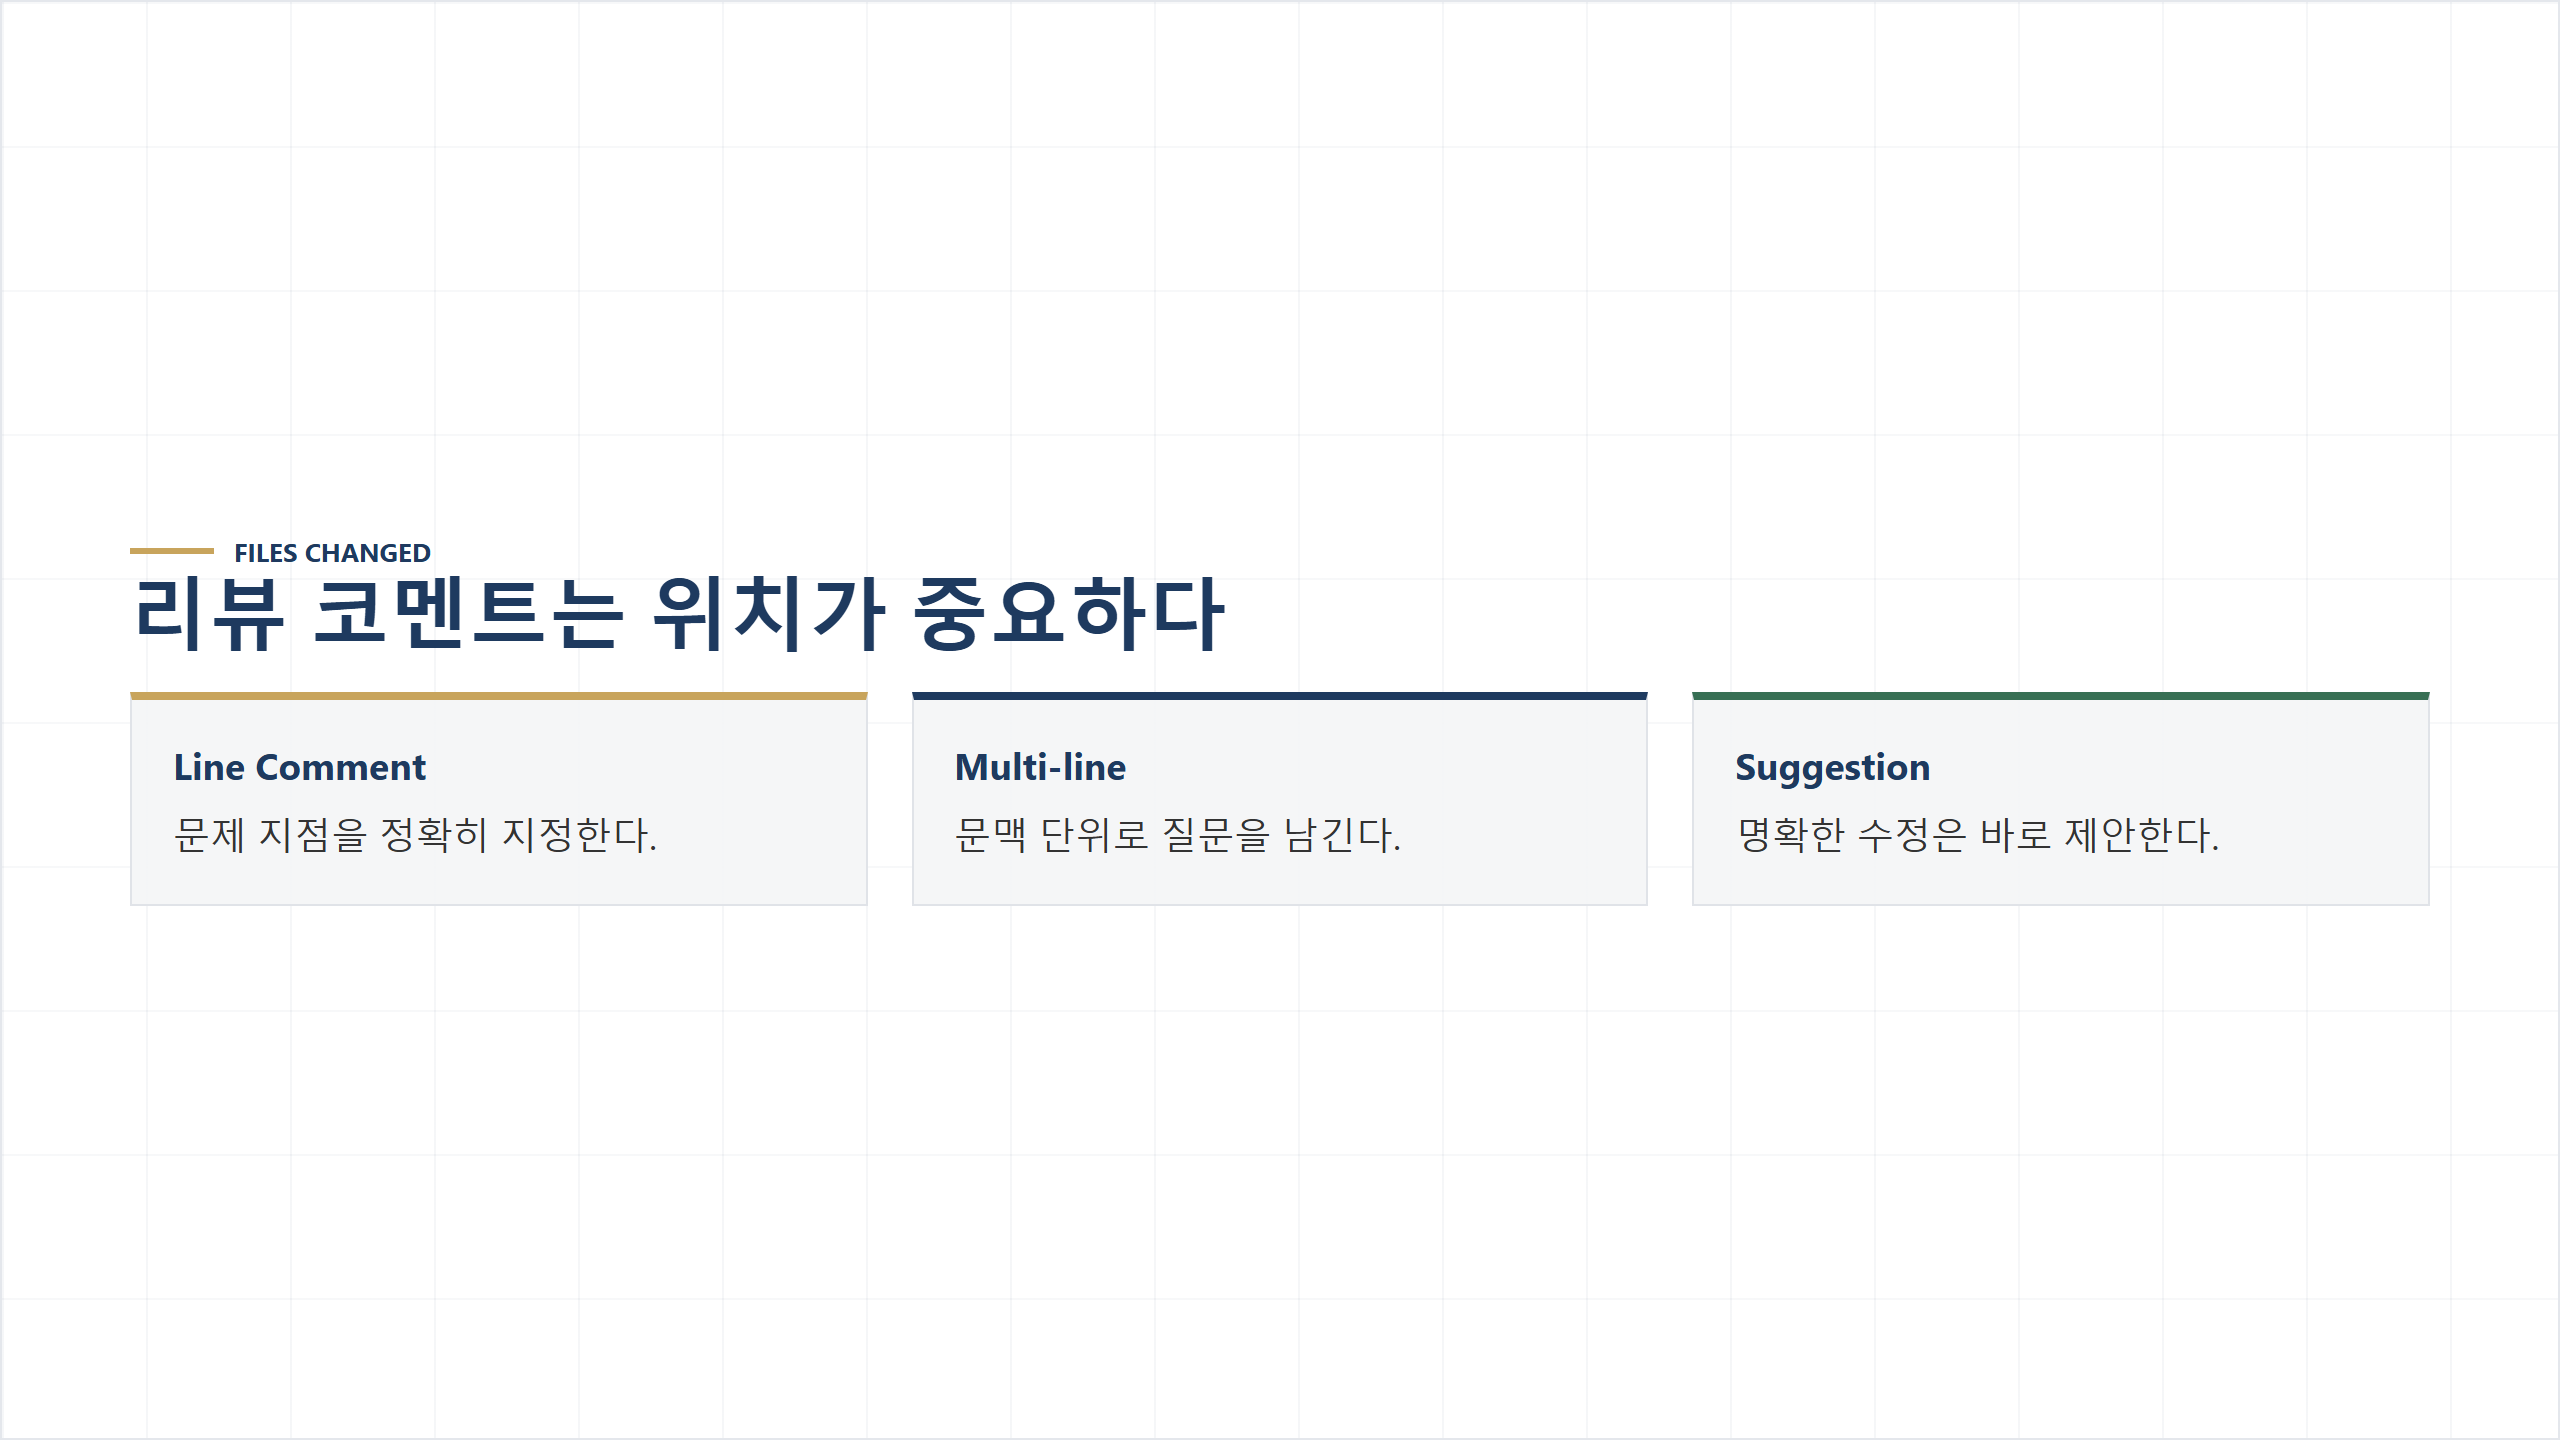 FILES CHANGED
리뷰 코멘트는 위치가 중요하다
Line Comment
문제 지점을 정확히 지정한다.
Multi-line
문맥 단위로 질문을 남긴다.
Suggestion
명확한 수정은 바로 제안한다.